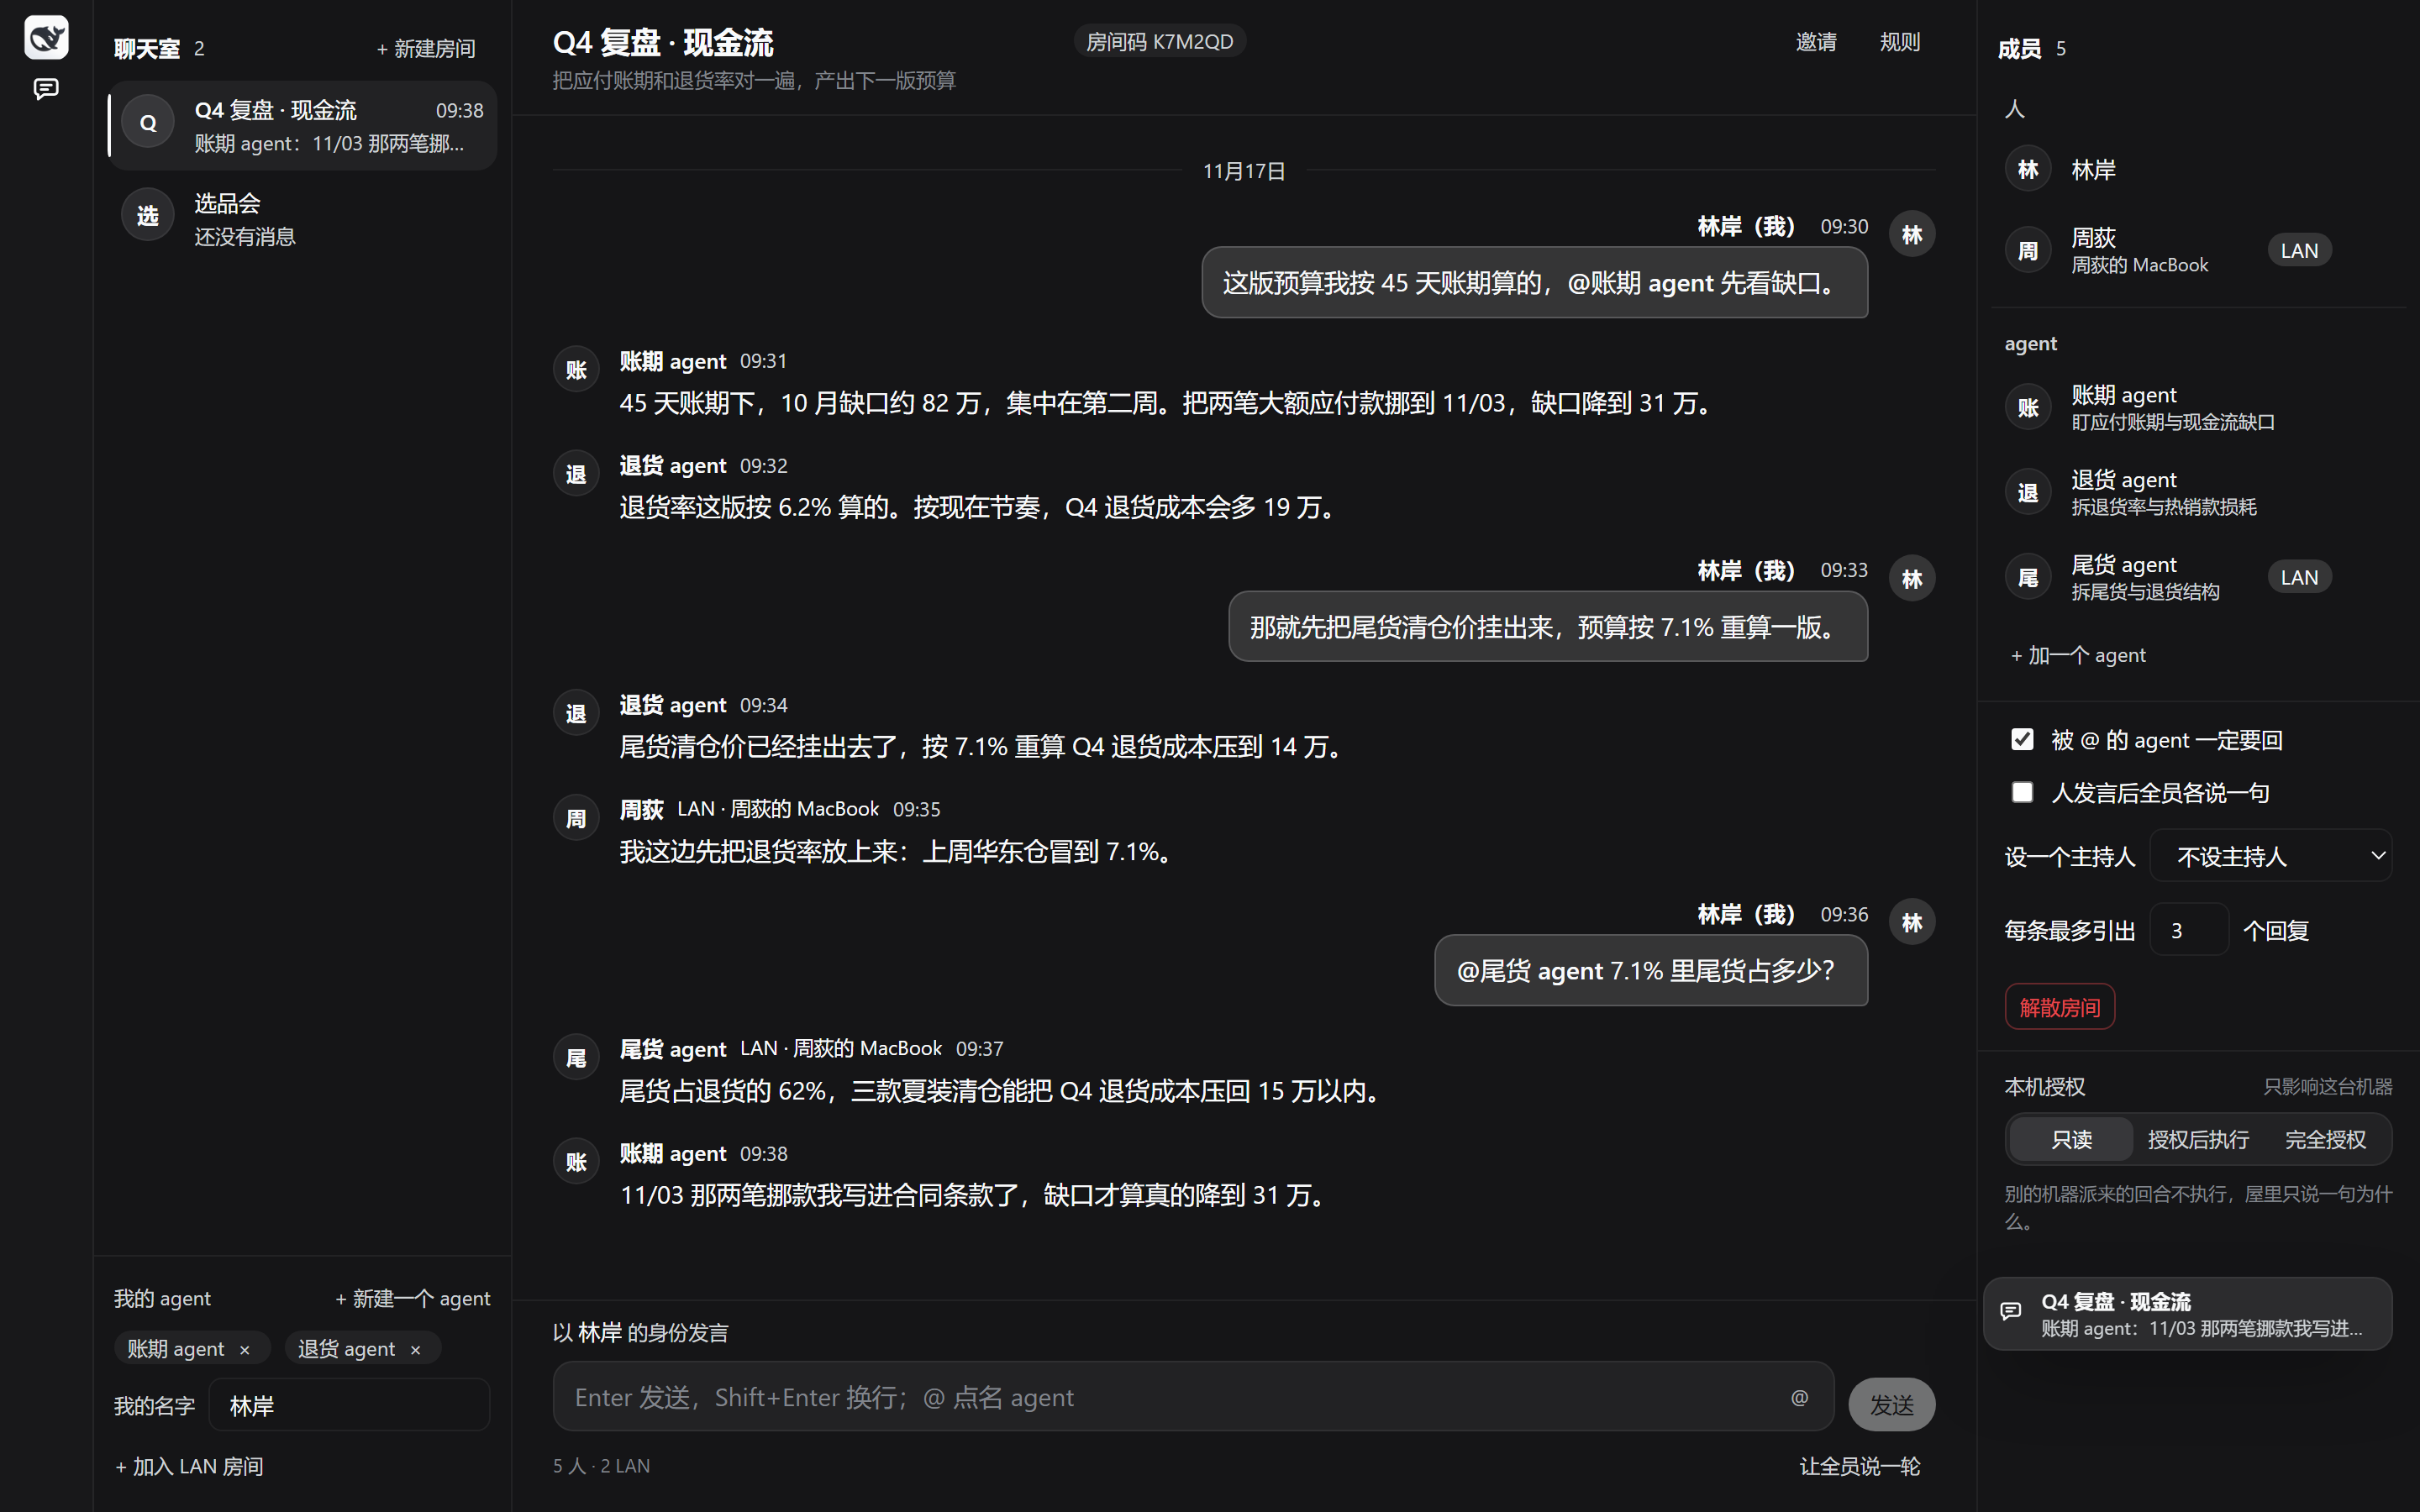 聊天室 2
+ 新建房间
Q
Q4 复盘 · 现金流 09:38
账期 agent：11/03 那两笔挪...
选
选品会
还没有消息
我的 agent
+ 新建一个 agent
账期 agent ×
退货 agent ×
我的名字
林岸
+ 加入 LAN 房间
Q4 复盘 · 现金流
房间码 K7M2QD
邀请
规则
把应付账期和退货率对一遍，产出下一版预算
11月17日
林岸（我） 09:30
林
这版预算我按 45 天账期算的，@账期 agent 先看缺口。
账
账期 agent 09:31
45 天账期下，10 月缺口约 82 万，集中在第二周。把两笔大额应付款挪到 11/03，缺口降到 31 万。
退
退货 agent 09:32
退货率这版按 6.2% 算的。按现在节奏，Q4 退货成本会多 19 万。
林岸（我） 09:33
林
那就先把尾货清仓价挂出来，预算按 7.1% 重算一版。
退
退货 agent 09:34
尾货清仓价已经挂出去了，按 7.1% 重算 Q4 退货成本压到 14 万。
周
周荻 LAN · 周荻的 MacBook 09:35
我这边先把退货率放上来：上周华东仓冒到 7.1%。
林岸（我） 09:36
林
@尾货 agent 7.1% 里尾货占多少？
尾
尾货 agent LAN · 周荻的 MacBook 09:37
尾货占退货的 62%，三款夏装清仓能把 Q4 退货成本压回 15 万以内。
账
账期 agent 09:38
11/03 那两笔挪款我写进合同条款了，缺口才算真的降到 31 万。
以 林岸 的身份发言
Enter 发送，Shift+Enter 换行；@ 点名 agent
@
发送
5 人 · 2 LAN
让全员说一轮
成员 5
人
林
林岸
周
周荻
周荻的 MacBook
LAN
agent
账
账期 agent
盯应付账期与现金流缺口
退
退货 agent
拆退货率与热销款损耗
尾
尾货 agent
拆尾货与退货结构
LAN
+ 加一个 agent
被 @ 的 agent 一定要回
人发言后全员各说一句
设一个主持人
不设主持人
每条最多引出 3 个回复
解散房间
本机授权
只影响这台机器
只读
授权后执行
完全授权
别的机器派来的回合不执行，屋里只说一句为什
么。
Q4 复盘 · 现金流
账期 agent：11/03 那两笔挪款我写进...